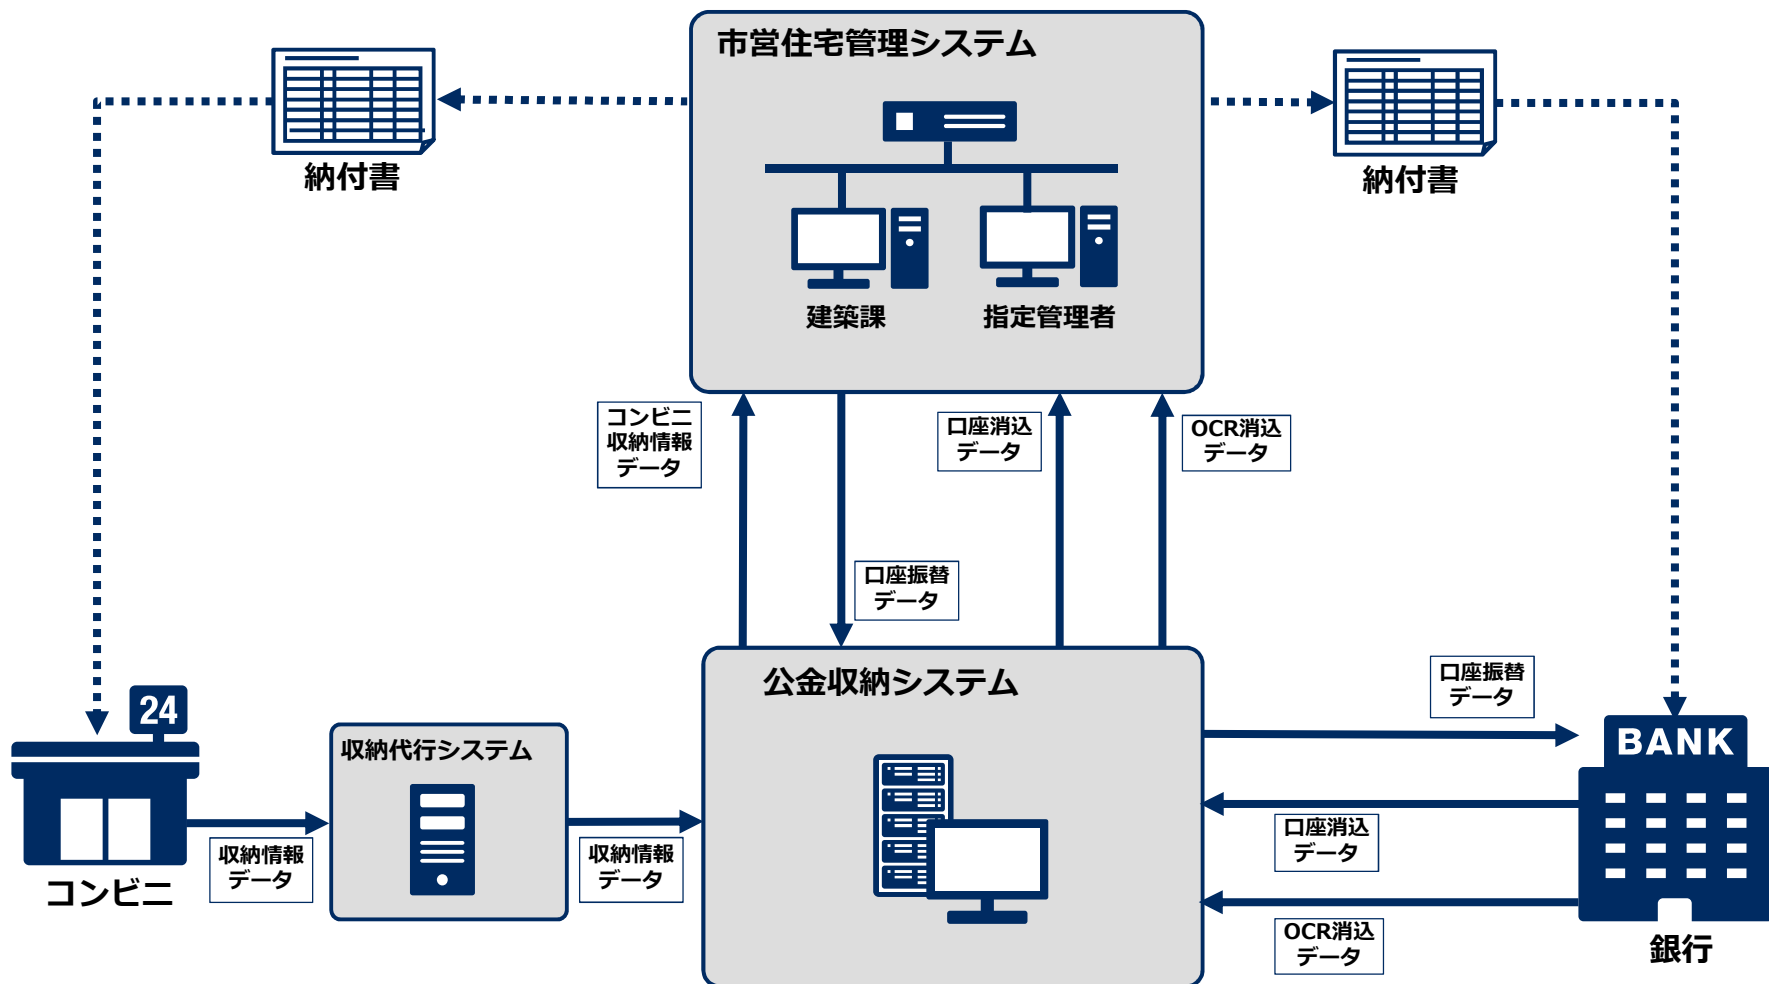 市営住宅管理システム
納付書
納付書
建築課
指定管理者
コンビニ
収納情報
データ
口座消込
データ
OCR消込
データ
口座振替
データ
公金収納システム
口座振替
データ
24
収納代行システム
BANK
収納情報
データ
収納情報
データ
口座消込
データ
コンビニ
OCR消込
データ
銀行